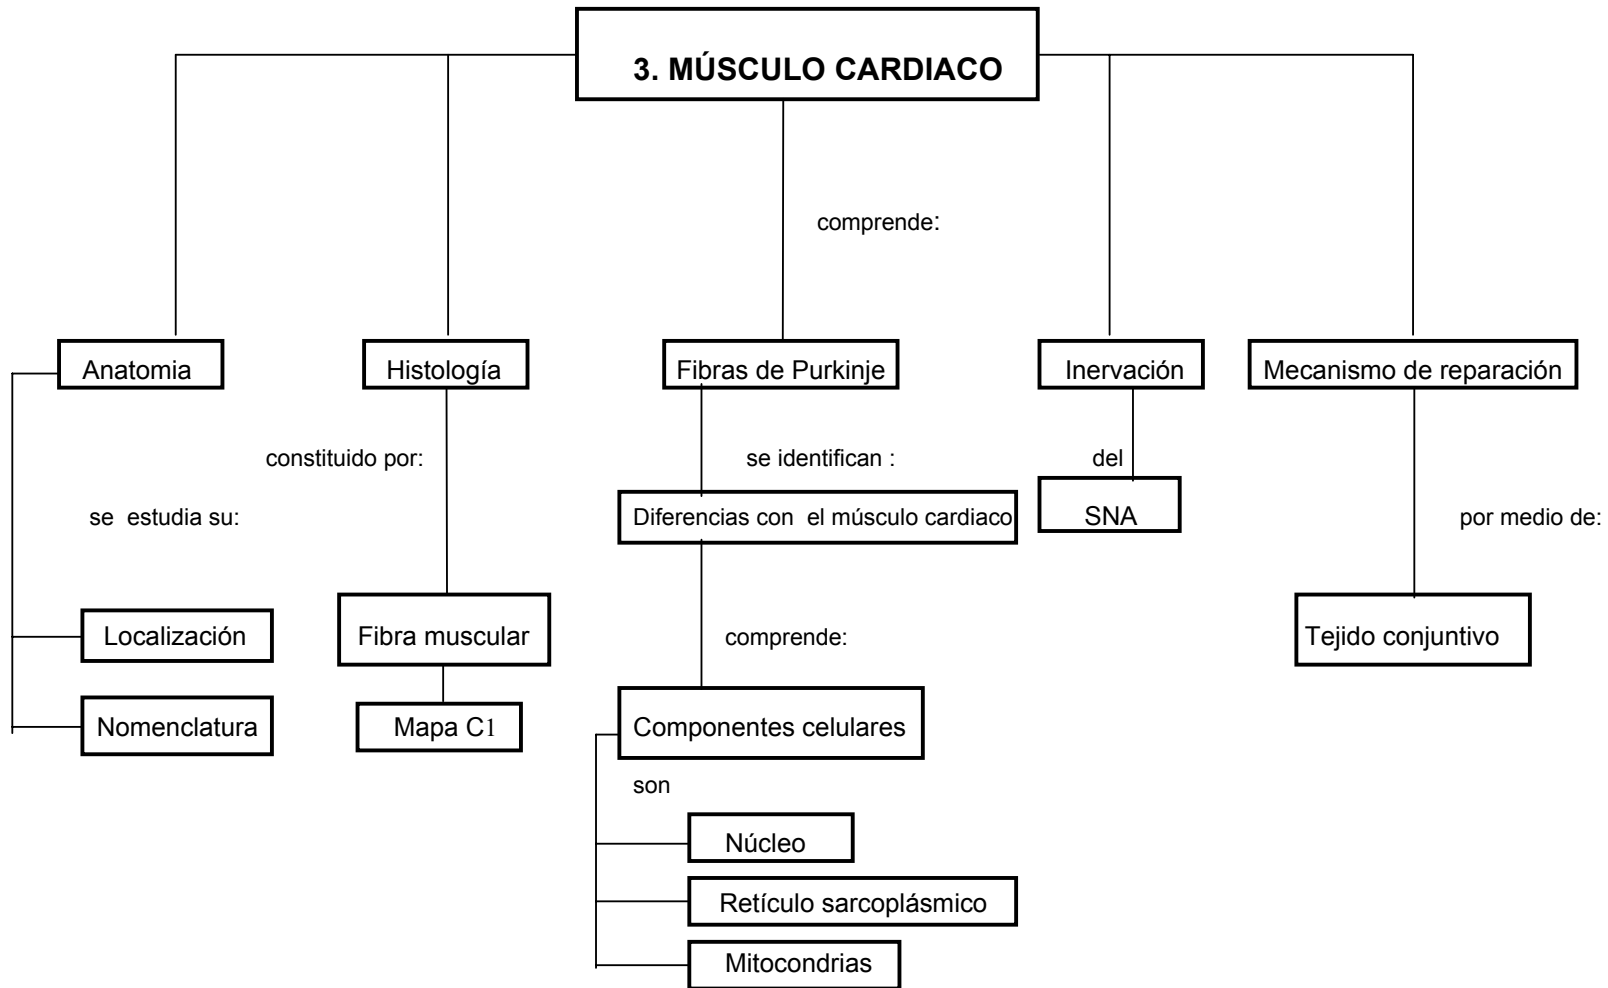 3. MÚSCULO CARDIACO
comprende:
Anatomia
Histología
Fibras de Purkinje
Inervación
Mecanismo de reparación
constituido por:
se identifican :
del
se estudia su:
Diferencias con el músculo cardiaco
SNA
por medio de:
Localización
Fibra muscular
comprende:
Tejido conjuntivo
Nomenclatura
Mapa C1
Componentes celulares
son
Núcleo
Retículo sarcoplásmico
Mitocondrias